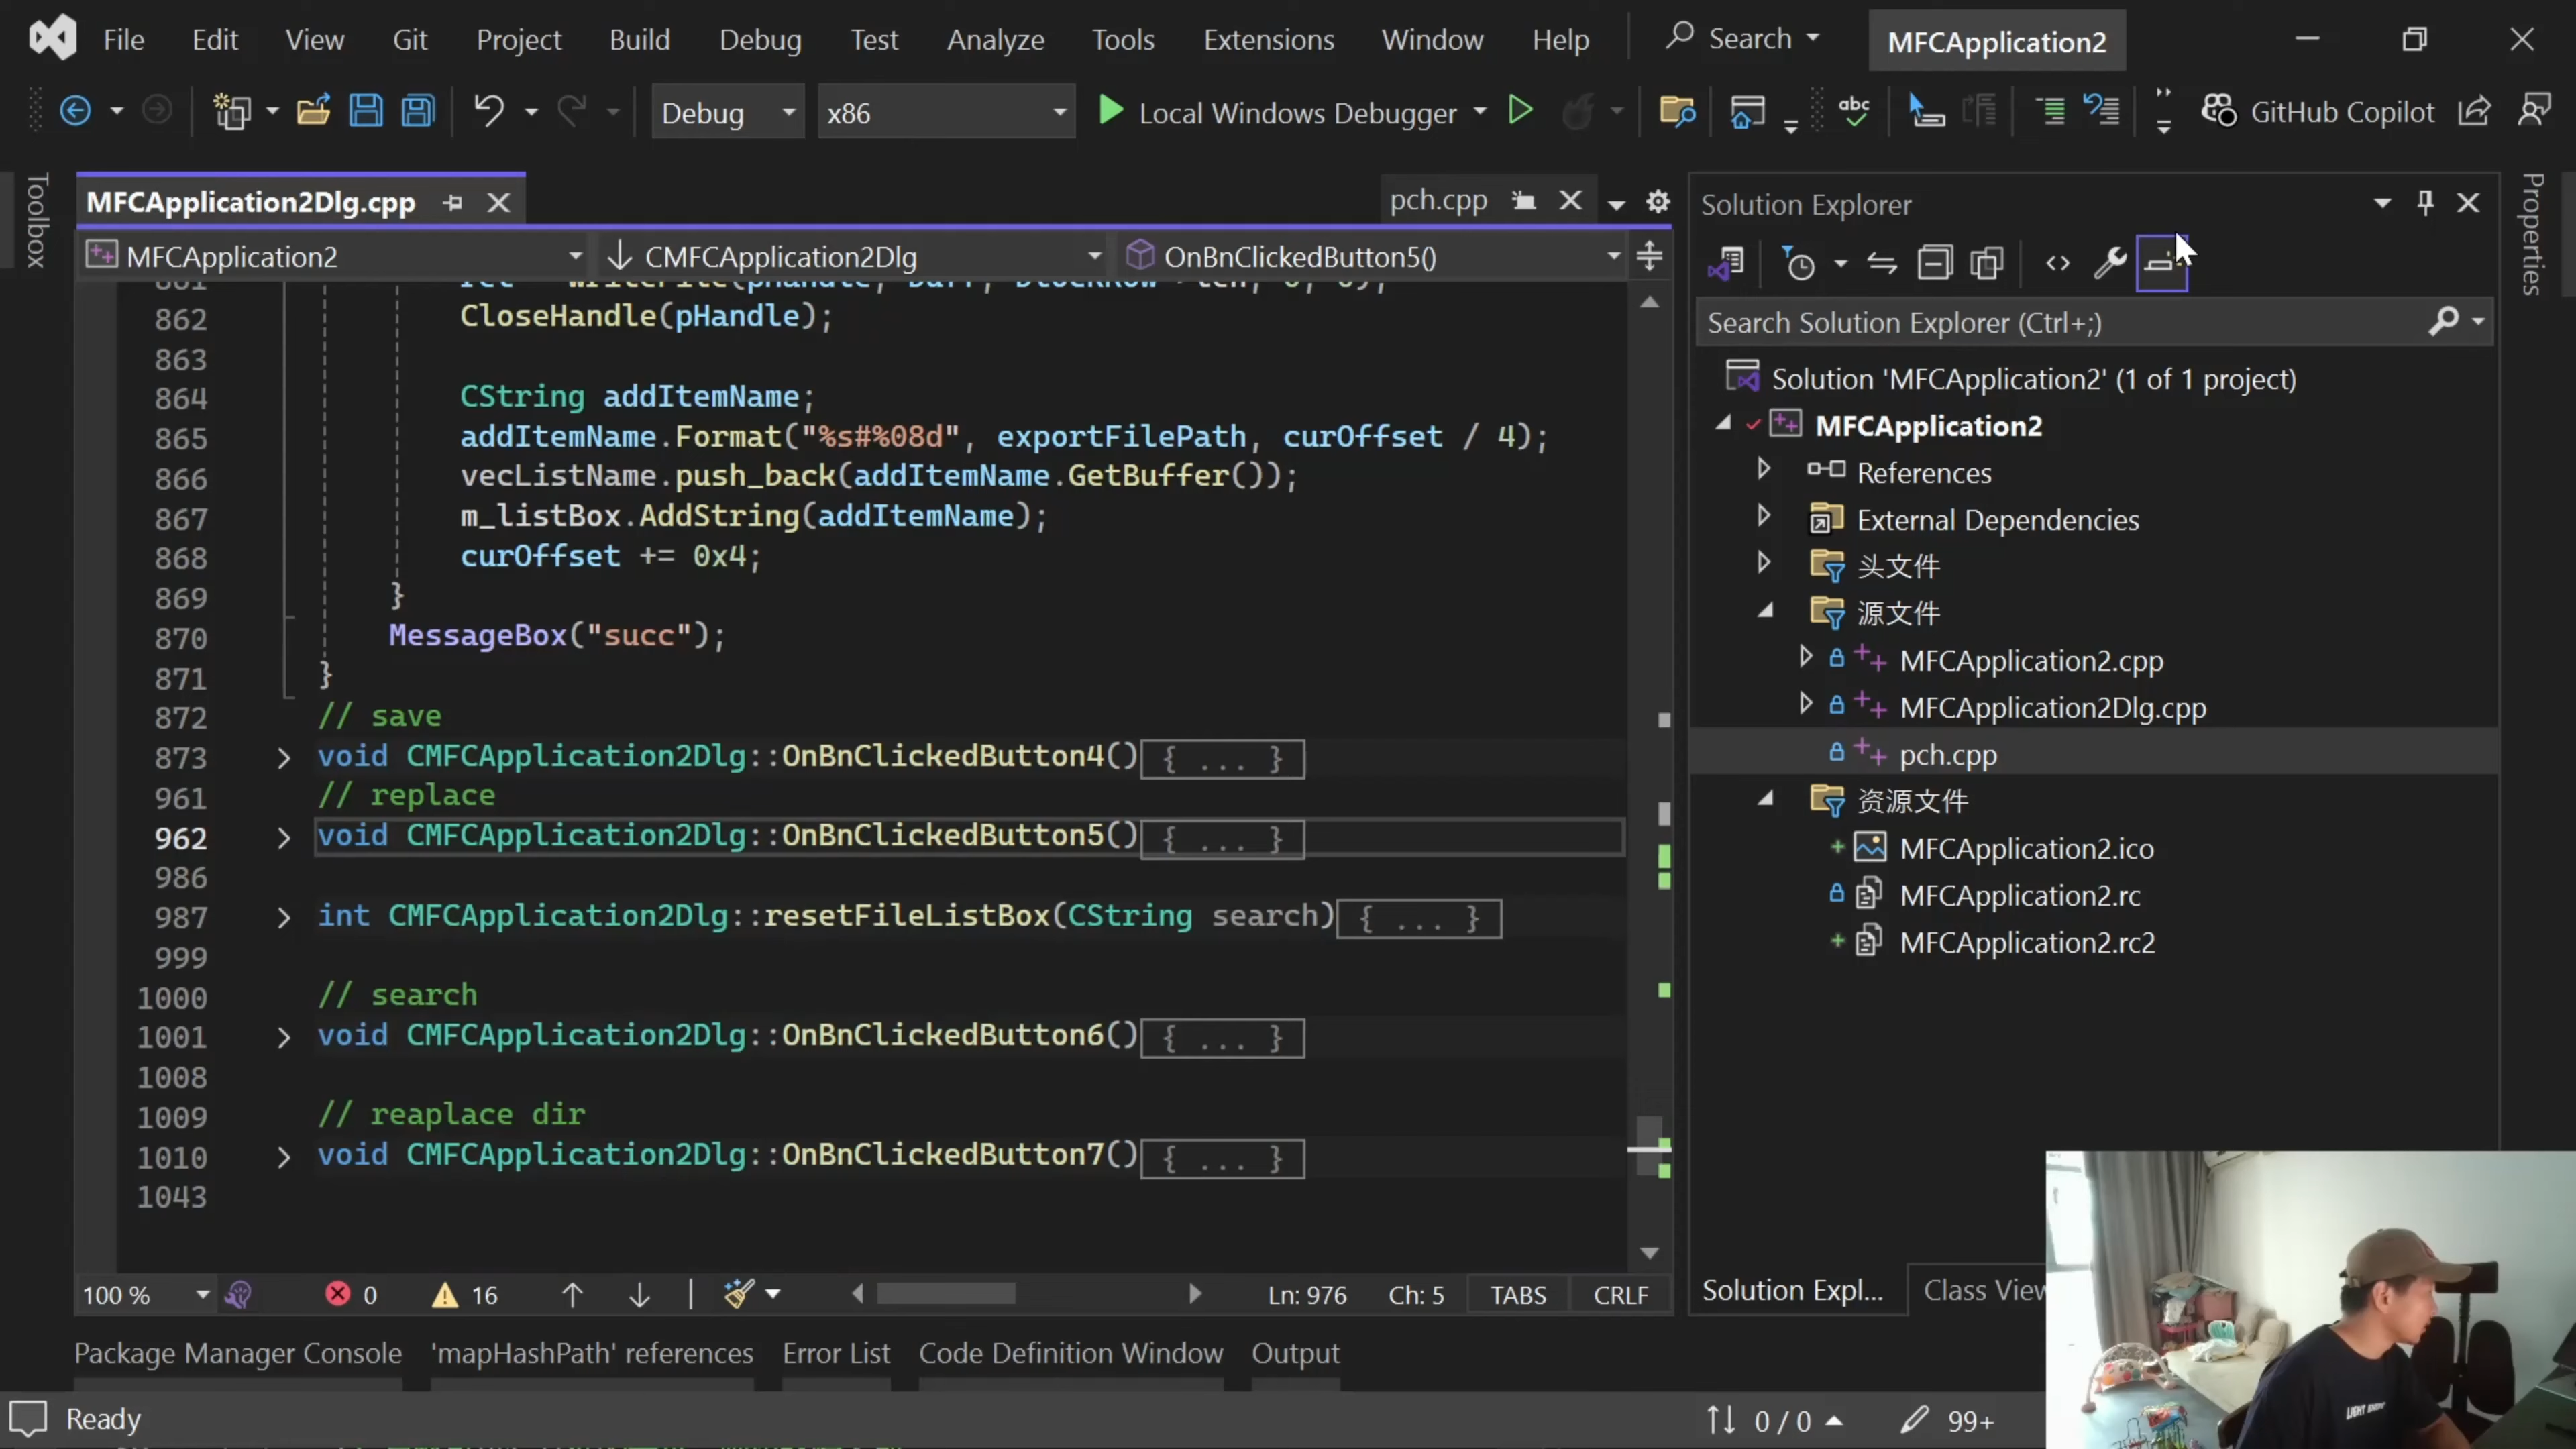 File Edit View Git Project Build Debug Test Analyze Tools Extensions Window Help Search MFCApplication2
Debug x86 Local Windows Debugger abc GitHub Copilot
Toolbox
MFCApplication2Dlg.cpp pch.cpp
MFCApplication2 CMFCApplication2Dlg OnBnClickedButton5()
862 CloseHandle(pHandle);
863
864 CString addItemName;
865 addItemName.Format("%s#%08d", exportFilePath, curOffset / 4);
866 vecListName.push_back(addItemName.GetBuffer());
867 m_listBox.AddString(addItemName);
868 curOffset += 0x4;
869 }
870 MessageBox("succ");
871 }
872 // save
873 void CMFCApplication2Dlg::OnBnClickedButton4(){ ... }
961 // replace
962 void CMFCApplication2Dlg::OnBnClickedButton5(){ ... }
986
987 int CMFCApplication2Dlg::resetFileListBox(CString search){ ... }
999
1000 // search
1001 void CMFCApplication2Dlg::OnBnClickedButton6(){ ... }
1008
1009 // reaplace dir
1010 void CMFCApplication2Dlg::OnBnClickedButton7(){ ... }
1043
100 % 0 16 Ln: 976 Ch: 5 TABS CRLF
Solution Explorer
Search Solution Explorer (Ctrl+;)
Solution 'MFCApplication2' (1 of 1 project)
MFCApplication2
References
External Dependencies
头文件
源文件
MFCApplication2.cpp
MFCApplication2Dlg.cpp
pch.cpp
资源文件
MFCApplication2.ico
MFCApplication2.rc
MFCApplication2.rc2
Solution Expl... Class View
Properties
Package Manager Console 'mapHashPath' references Error List Code Definition Window Output
Ready 0 / 0 99+